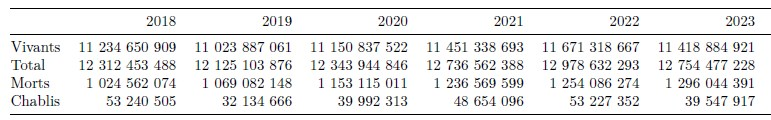 2018 2019 2020 2021 2022 2023
Vivants 11 234 650 909 11 023 887 061 11 150 837 522 11 451 338 693 11 671 318 667 11 418 884 921
Total 12 312 453 488 12 125 103 876 12 343 944 846 12 736 562 388 12 978 632 293 12 754 477 228
Morts 1 024 562 074 1 069 082 148 1 153 115 011 1 236 569 599 1 254 086 274 1 296 044 391
Chablis 53 240 505 32 134 666 39 992 313 48 654 096 53 227 352 39 547 917